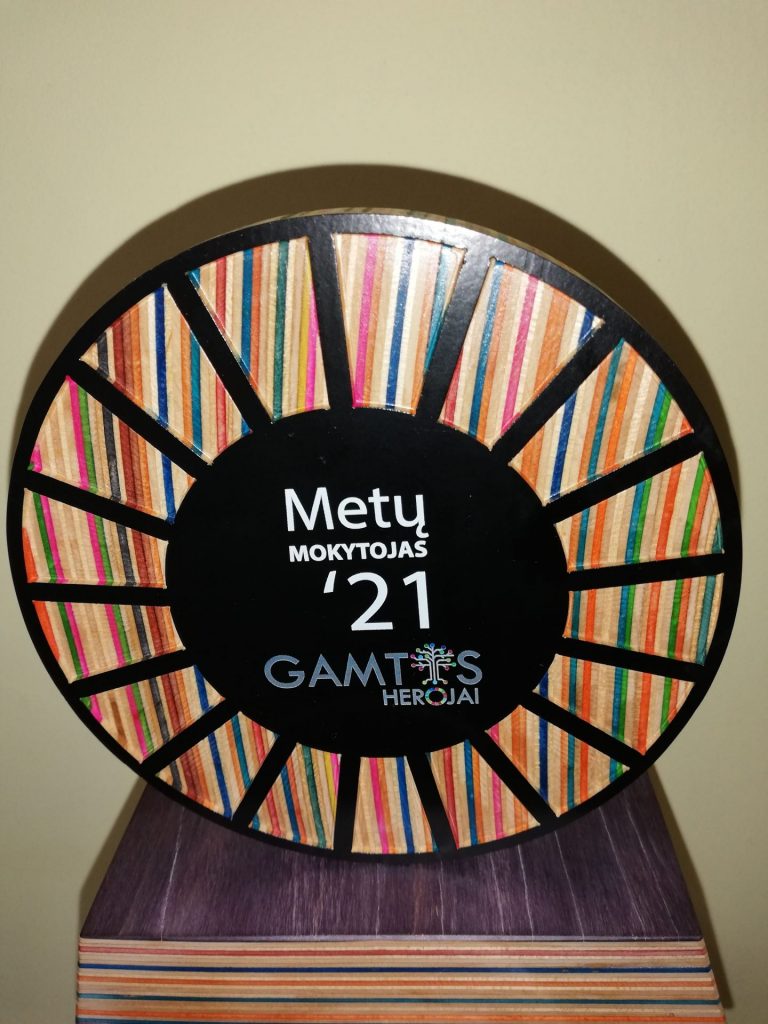 Metų
MOKYTOJAS
‘21
GAMTOS
HEROJAI